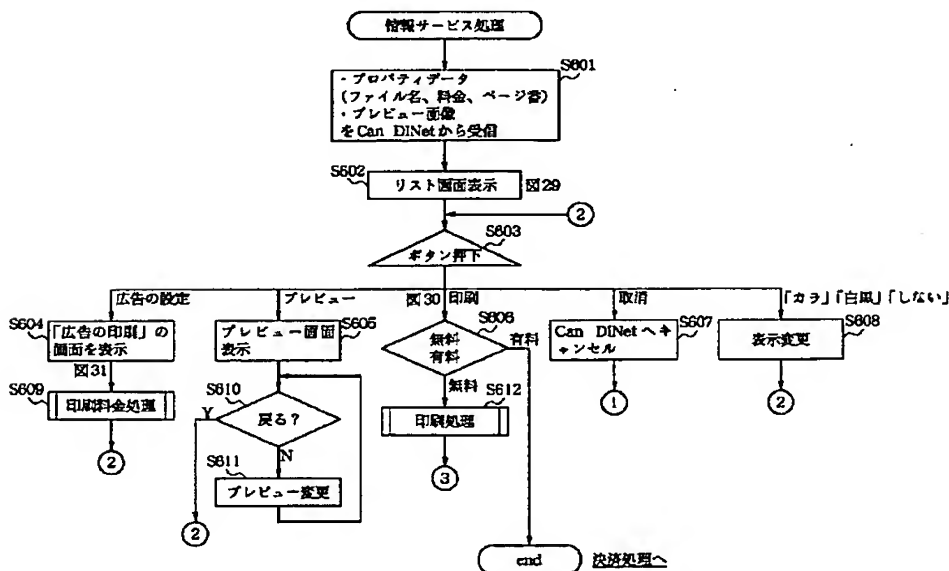 情報サービス処理
S601
・プロパティデータ
(ファイル名、料金、ページ番)
・プレビュー画像
をCan DINetから受信
S602
リスト画面表示
図29
②
S603
ボタン押下
広告の設定
プレビュー
図30
印刷
取消
「カラ」「白黒」「しない」
S604
「広告の印刷」の
画面を表示
S605
プレビュー画面
表示
S606
無料
有料
有料
S607
Can DINetへキ
ャンセル
S608
表示変更
図31
無料
①
②
S609
印刷料金処理
S610
戻る?
Y
N
S612
印刷処理
②
③
S611
プレビュー変更
②
end
決済処理へ